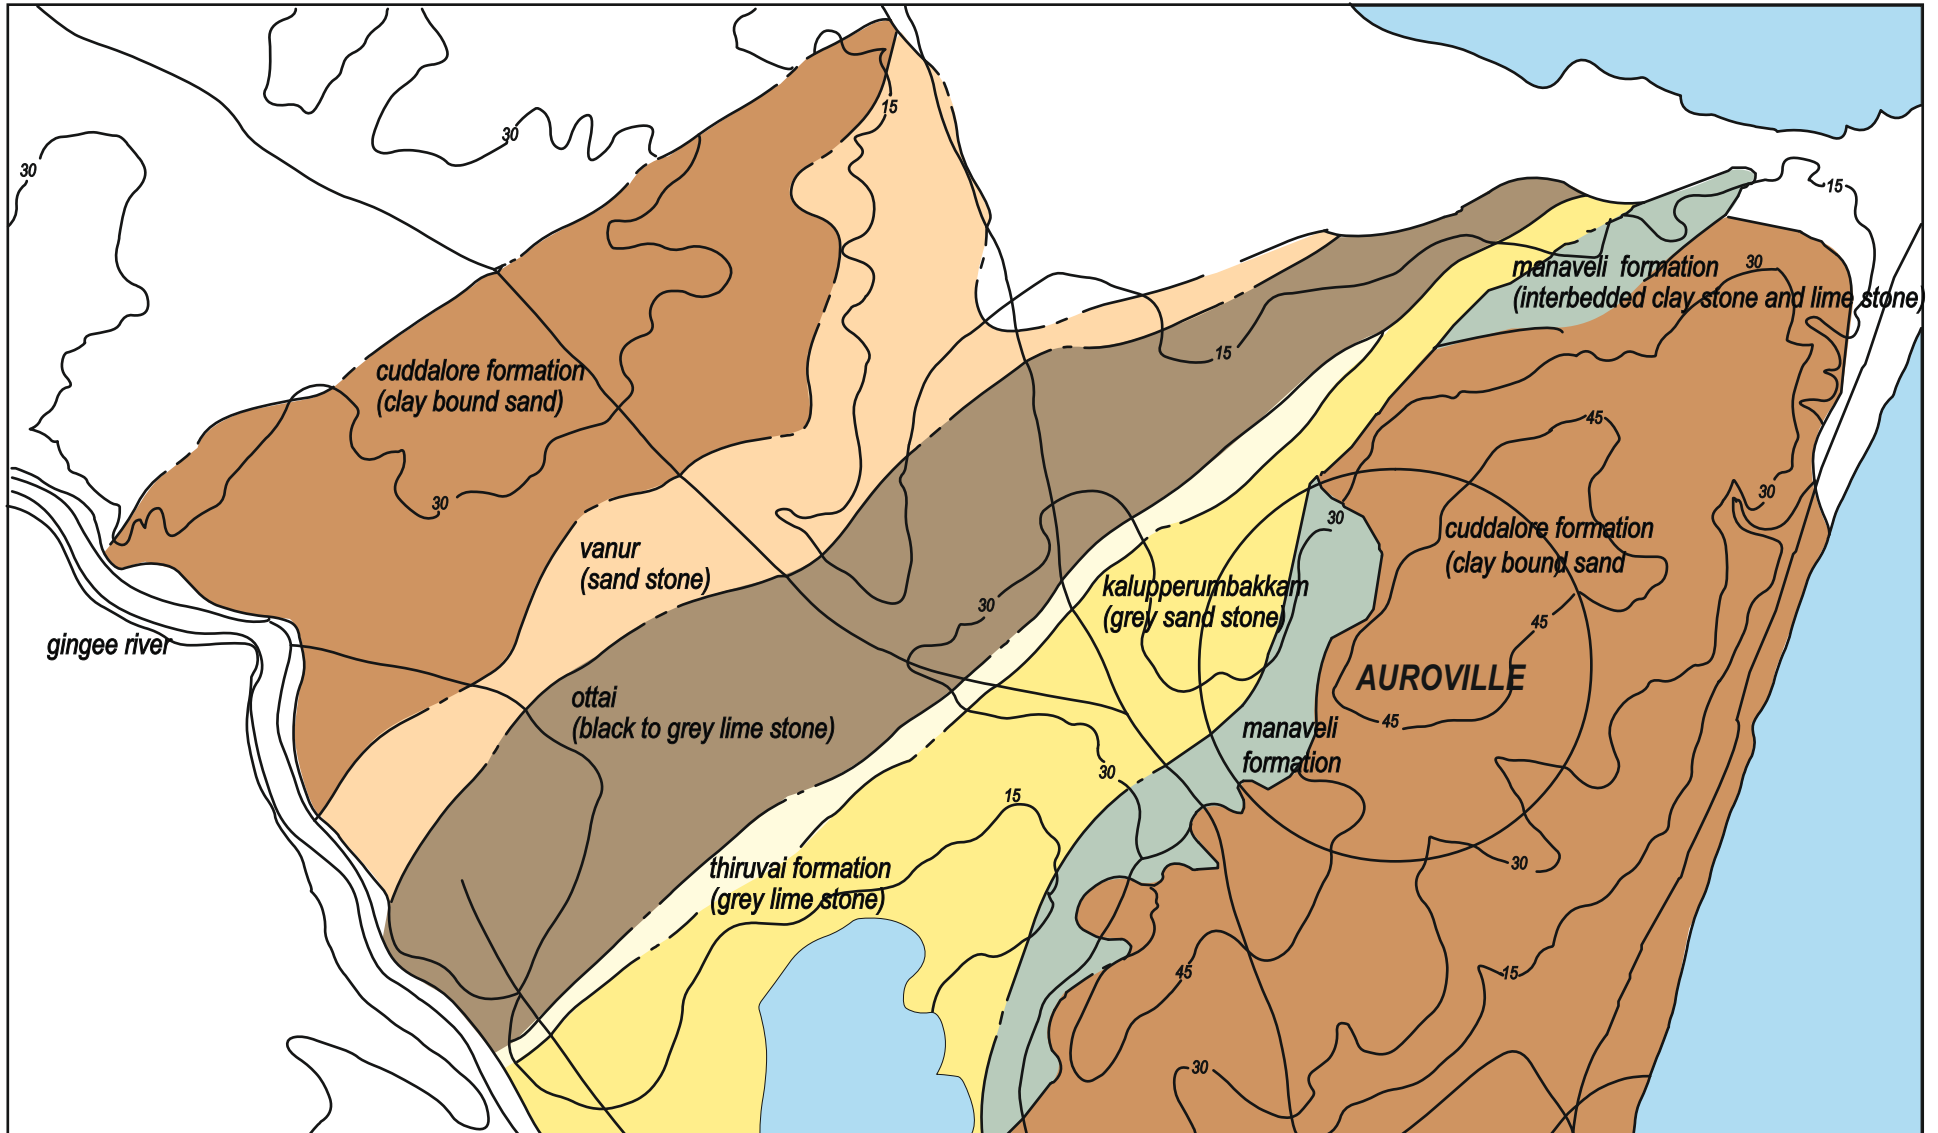 15
30
30
15
manaveli formation
30
(interbedded clay stone and lime stone)
15
cuddalore formation
(clay bound sand)
45
30
30
30
vanur
(sand stone)
cuddalore formation
(clay bound sand
kalupperumbakkam
(grey sand stone)
30
45
gingee river
AUROVILLE
ottai
(black to grey lime stone)
45
manaveli
formation
30
15
thiruvai formation
(grey lime stone)
30
45
15
30